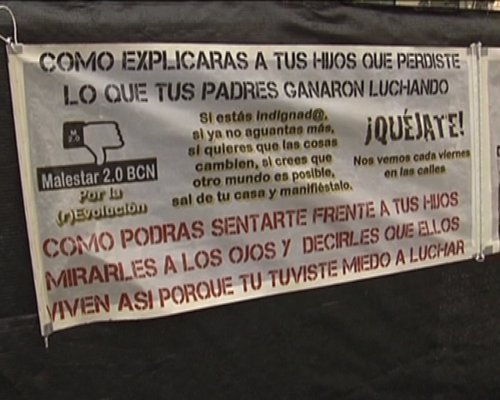 COMO EXPLICARAS A TUS HIJOS QUE PERDISTE
LO QUE TUS PADRES GANARON LUCHANDO
M
2.0
Malestar 2.0 BCN
Por la
(r)Evolución
Si estás indignad@,
si ya no aguantas más,
si quieres que las cosas
cambien, si crees que
otro mundo es posible,
sal de tu casa y manifiéstalo.
¡QUÉJATE!
Nos vemos cada viernes
en las calles
COMO PODRAS SENTARTE FRENTE A TUS HIJOS
MIRARLES A LOS OJOS Y DECIRLES QUE ELLOS
VIVEN ASI PORQUE TU TUVISTE MIEDO A LUCHAR